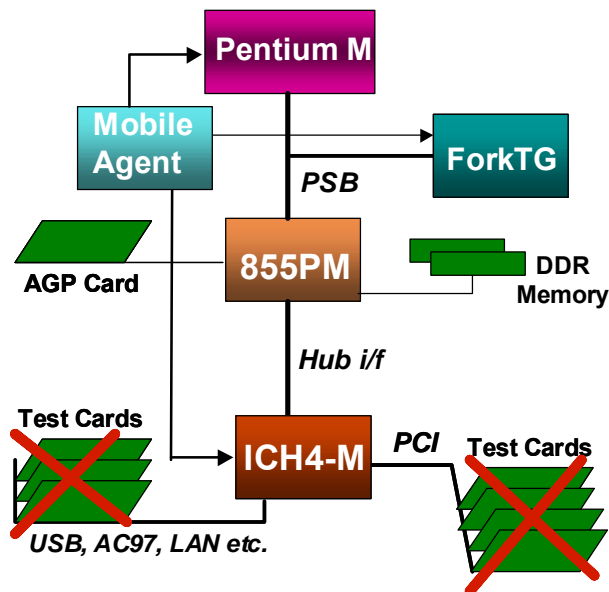 Pentium M
Mobile
Agent
ForkTG
PSB
855PM
AGP Card
DDR
Memory
Hub i/f
Test Cards
ICH4-M
PCI
Test Cards
USB, AC97, LAN etc.